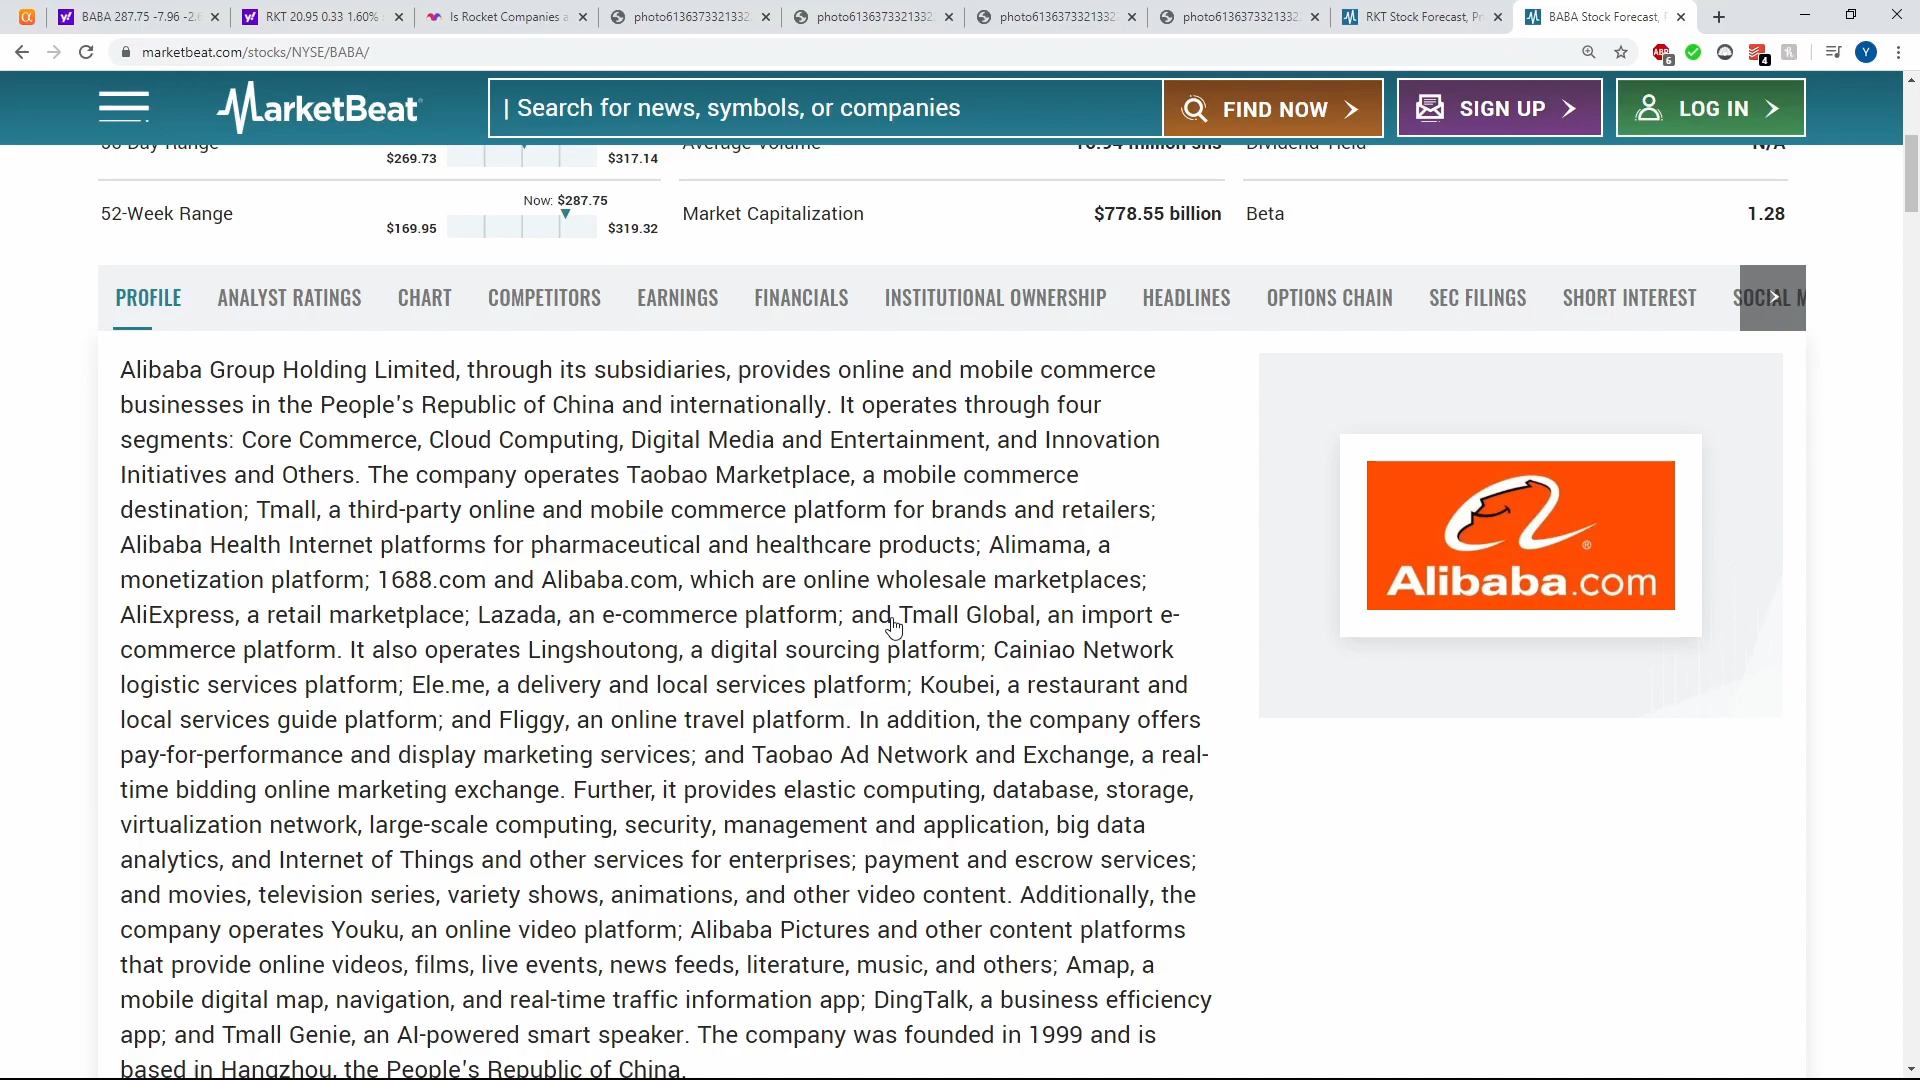 BABA 287.75 -7.96 -2.
RKT 20.95 0.33 1.60%
Is Rocket Companies a
photo6136373321332
photo6136373321332
photo6136373321332
photo6136373321332
RKT Stock Forecast, Pr
BABA Stock Forecast,
marketbeat.com/stocks/NYSE/BABA/
6
4
Y
MarketBeat
Search for news, symbols, or companies
FIND NOW
SIGN UP
LOG IN
$269.73
$317.14
Average Volume
Dividend Yield
N/A
52-Week Range
Now: $287.75
$169.95
$319.32
Market Capitalization
$778.55 billion
Beta
1.28
PROFILE
ANALYST RATINGS
CHART
COMPETITORS
EARNINGS
FINANCIALS
INSTITUTIONAL OWNERSHIP
HEADLINES
OPTIONS CHAIN
SEC FILINGS
SHORT INTEREST
SOCIAL M
Alibaba Group Holding Limited, through its subsidiaries, provides online and mobile commerce
businesses in the People's Republic of China and internationally. It operates through four
segments: Core Commerce, Cloud Computing, Digital Media and Entertainment, and Innovation
Initiatives and Others. The company operates Taobao Marketplace, a mobile commerce
destination; Tmall, a third-party online and mobile commerce platform for brands and retailers;
Alibaba Health Internet platforms for pharmaceutical and healthcare products; Alimama, a
monetization platform; 1688.com and Alibaba.com, which are online wholesale marketplaces;
AliExpress, a retail marketplace; Lazada, an e-commerce platform; and Tmall Global, an import e-
commerce platform. It also operates Lingshoutong, a digital sourcing platform; Cainiao Network
logistic services platform; Ele.me, a delivery and local services platform; Koubei, a restaurant and
local services guide platform; and Fliggy, an online travel platform. In addition, the company offers
pay-for-performance and display marketing services; and Taobao Ad Network and Exchange, a real-
time bidding online marketing exchange. Further, it provides elastic computing, database, storage,
virtualization network, large-scale computing, security, management and application, big data
analytics, and Internet of Things and other services for enterprises; payment and escrow services;
and movies, television series, variety shows, animations, and other video content. Additionally, the
company operates Youku, an online video platform; Alibaba Pictures and other content platforms
that provide online videos, films, live events, news feeds, literature, music, and others; Amap, a
mobile digital map, navigation, and real-time traffic information app; DingTalk, a business efficiency
app; and Tmall Genie, an AI-powered smart speaker. The company was founded in 1999 and is
based in Hangzhou, the People's Republic of China.
Alibaba.com